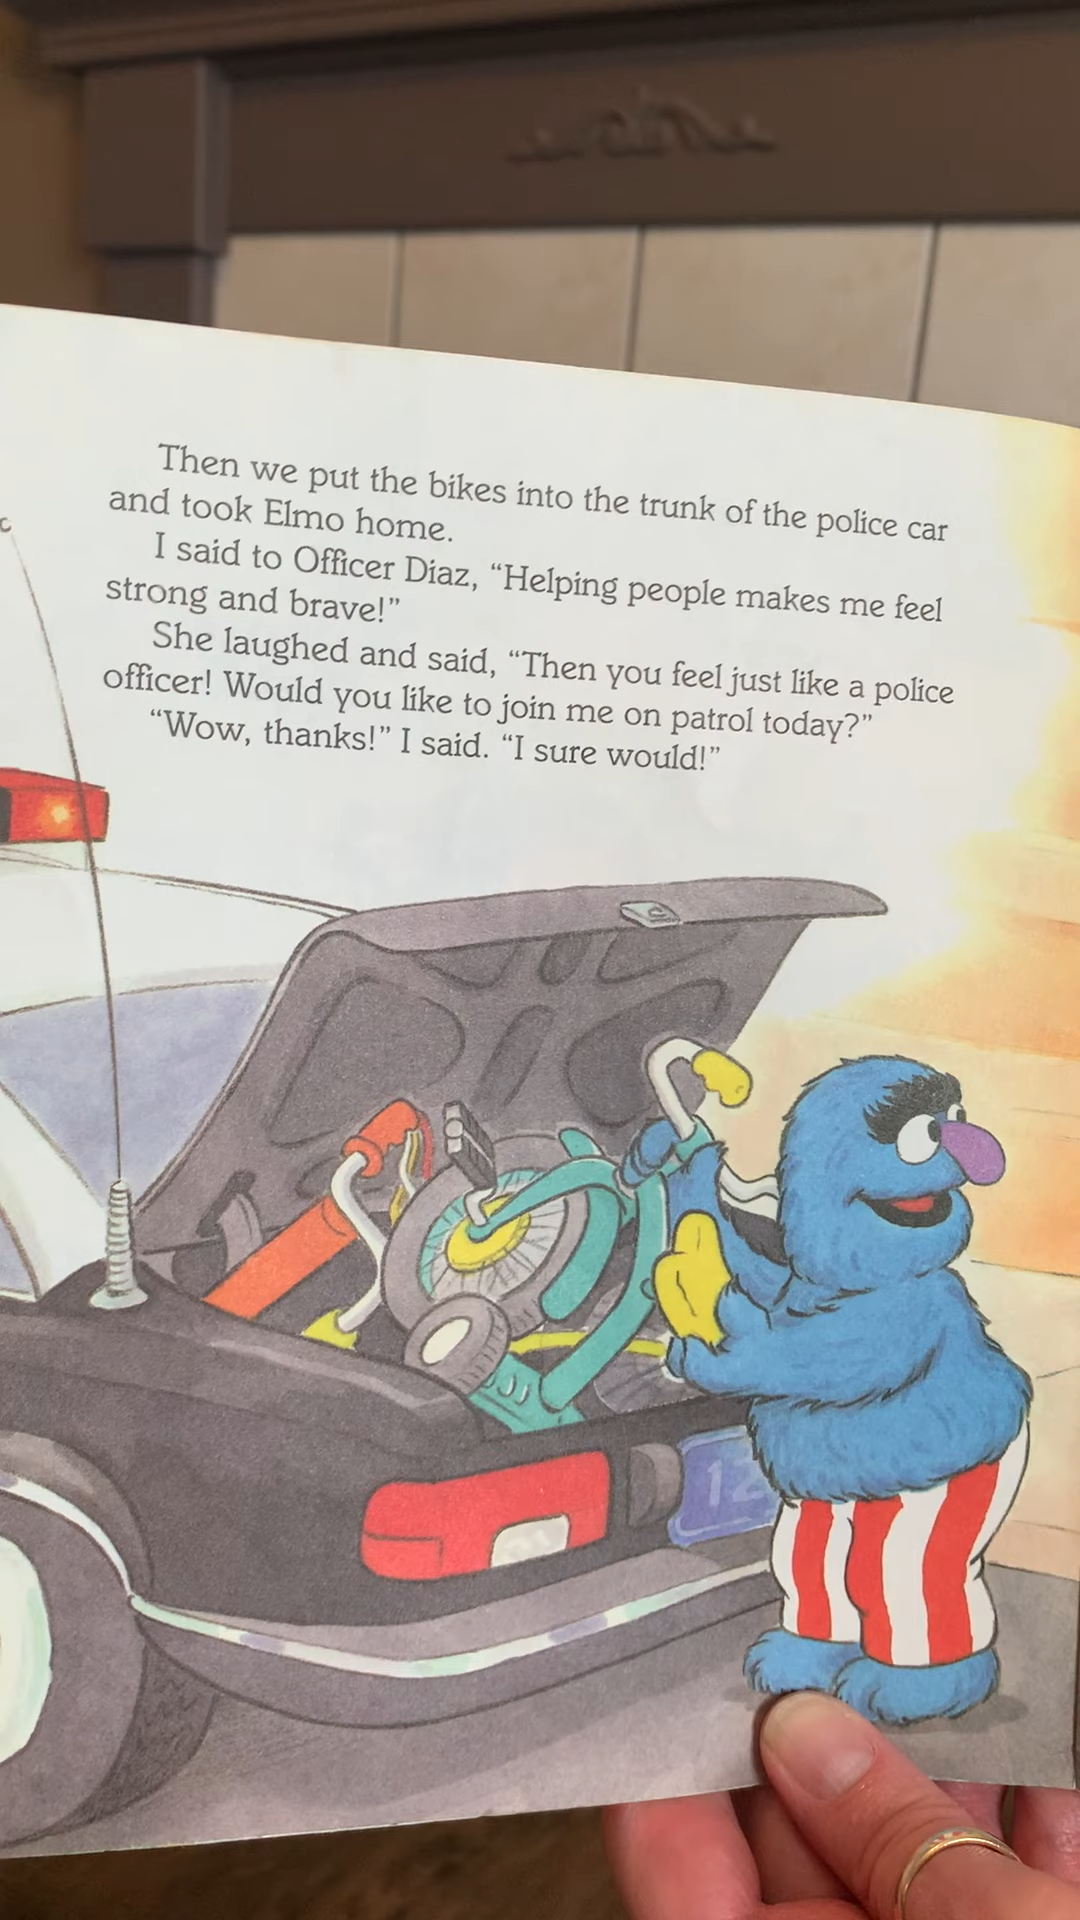 Then we put the bikes into the trunk of the police car
and took Elmo home.
I said to Officer Diaz, “Helping people makes me feel
strong and brave!”
She laughed and said, “Then you feel just like a police
officer! Would you like to join me on patrol today?”
“Wow, thanks!” I said. “I sure would!”
12